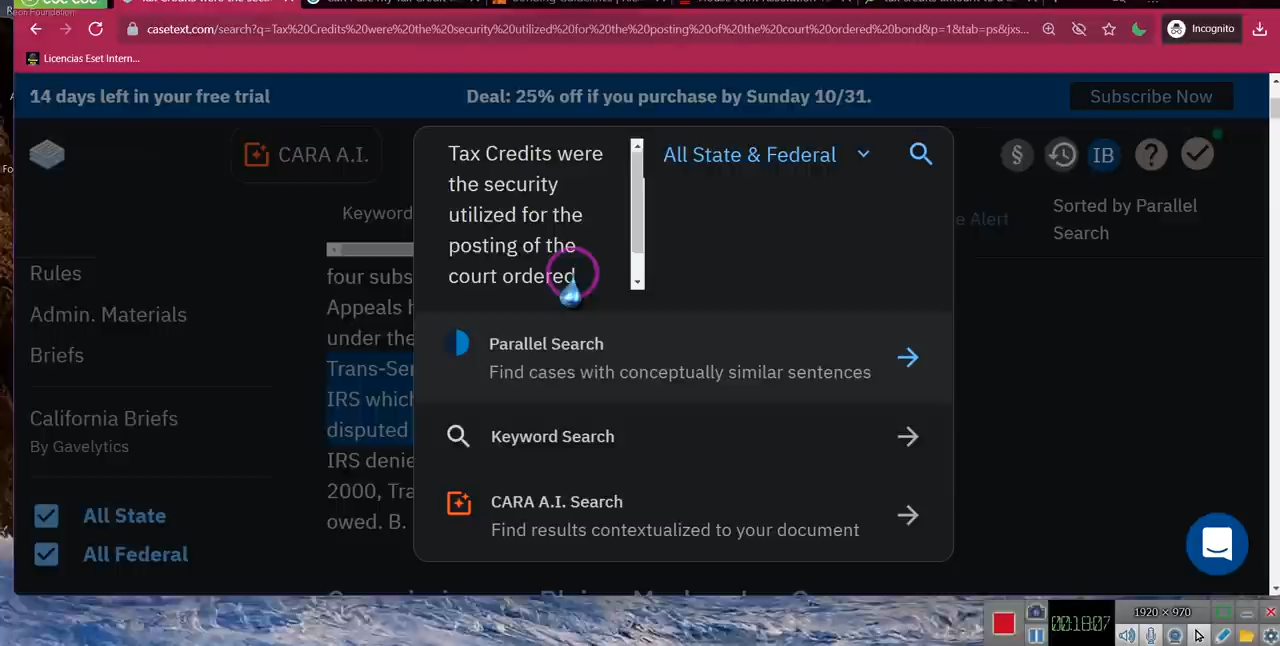 casetext.com/search?q=Tax%20Credits%20were%20the%20security%20utilized%20for%20the%20posting%20of%20the%20court%20ordered%20bond&p=1&tab=ps&jxs...
Incognito
Licencias Eset Intern...
14 days left in your free trial
Deal: 25% off if you purchase by Sunday 10/31.
Subscribe Now
CARA A.I.
Tax Credits were
the security
utilized for the
posting of the
court ordered
All State & Federal
§
IB
?
Keyword
e Alert
Sorted by Parallel
Search
Rules
Admin. Materials
Briefs
California Briefs
By Gavelytics
All State
All Federal
four subs
Appeals
under the
Trans-Ser
IRS which
disputed
IRS denie
2000, Tra
owed. B.
Parallel Search
Find cases with conceptually similar sentences
Keyword Search
CARA A.I. Search
Find results contextualized to your document
1920 × 970
00:18:07